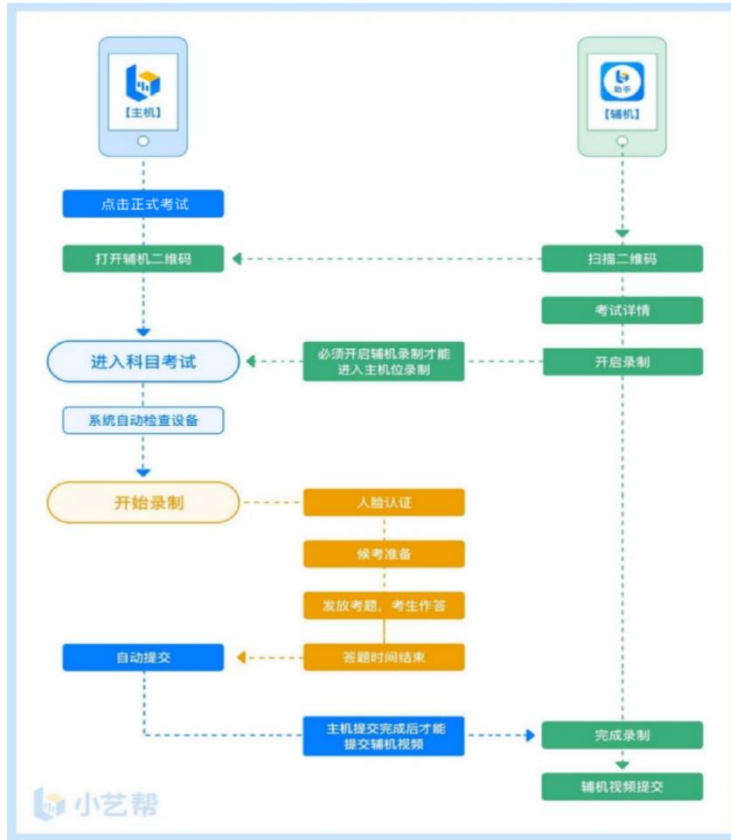 【主机】
助手
【辅机】
点击正式考试
打开辅机二维码
扫描二维码
考试详情
进入科目考试
必须开启辅机录制才能
进入主机位录制
开启录制
系统自动检查设备
开始录制
人脸认证
候考准备
发放考题，考生作答
自动提交
答题时间结束
主机提交完成后才能
提交辅机视频
完成录制
辅机视频提交
小艺帮